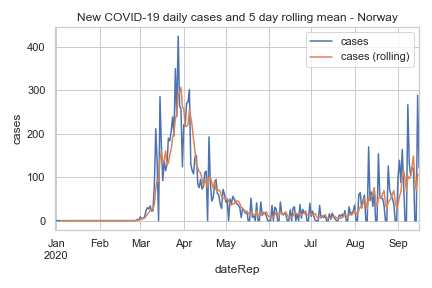 New COVID-19 daily cases and 5 day rolling mean - Norway
cases
cases (rolling)
cases
400
300
200
100
0
Jan Feb Mar Apr May Jun Jul Aug Sep
2020
dateRep